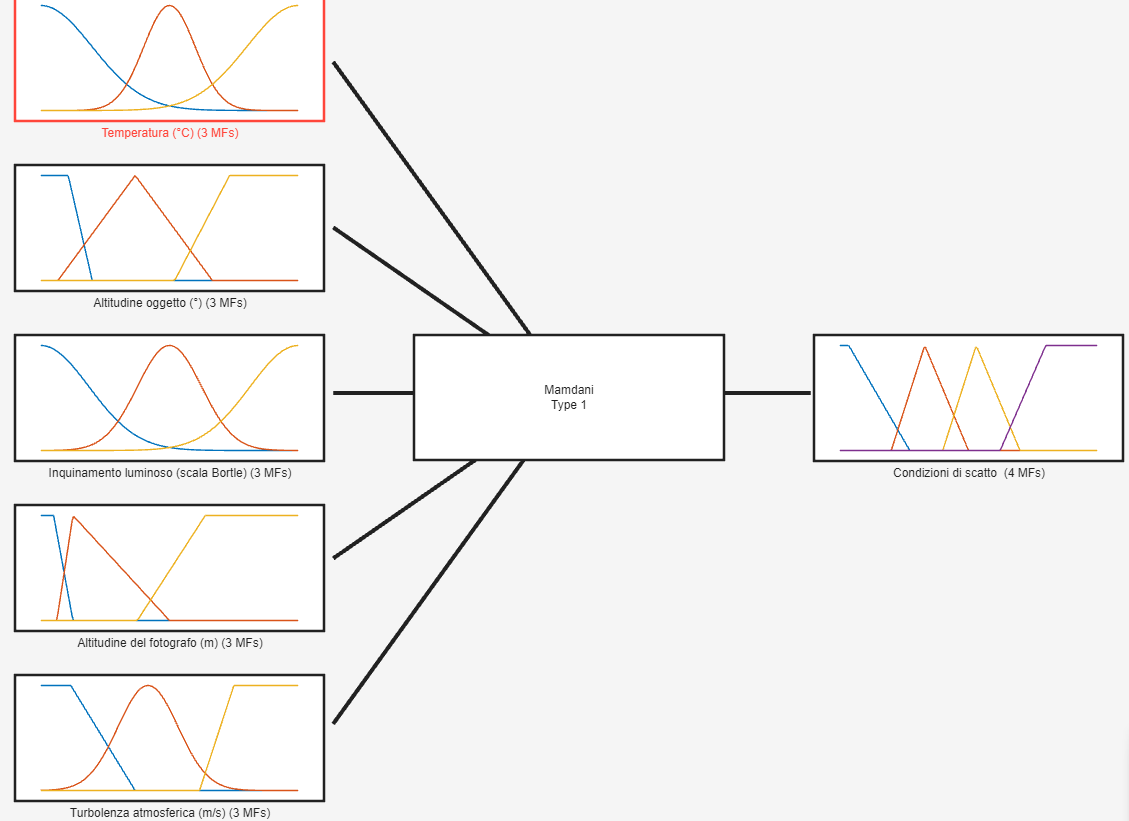 Temperatura (°C) (3 MFs)
Altitudine oggetto (°) (3 MFs)
Mamdani
Type 1
Inquinamento luminoso (scala Bortle) (3 MFs)
Condizioni di scatto  (4 MFs)
Altitudine del fotografo (m) (3 MFs)
Turbolenza atmosferica (m/s) (3 MFs)